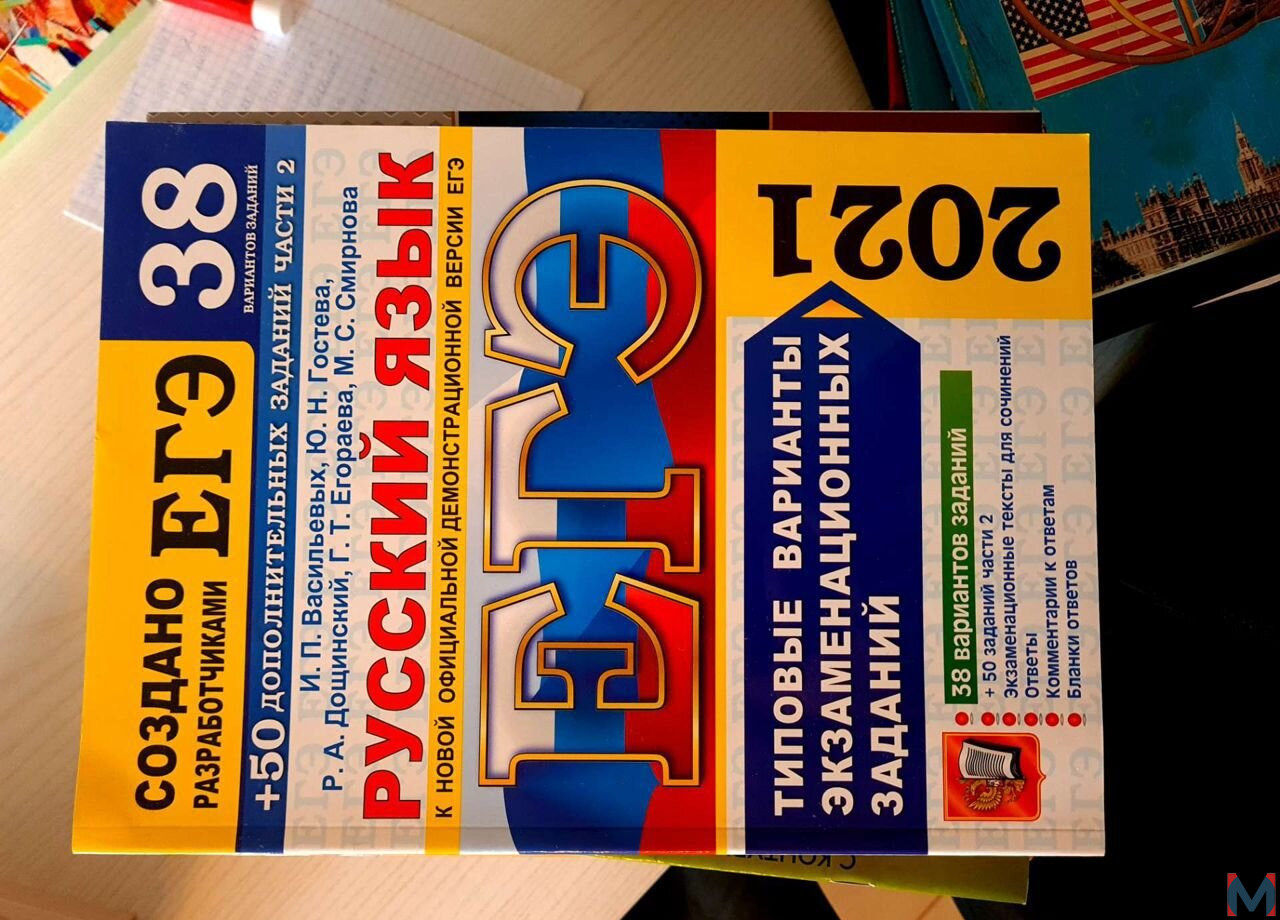 СОЗДАНО
РАЗРАБОТЧИКАМИ ЕГЭ
38
ВАРИАНТОВ ЗАДАНИЙ
+50 ДОПОЛНИТЕЛЬНЫХ ЗАДАНИЙ ЧАСТИ 2
И. П. Васильевых, Ю. Н. Гостева,
Р. А. Дощинский, Г. Т. Егораева, М. С. Смирнова
РУССКИЙ ЯЗЫК
К НОВОЙ ОФИЦИАЛЬНОЙ ДЕМОНСТРАЦИОННОЙ ВЕРСИИ ЕГЭ
ЕГЭ
2021
ТИПОВЫЕ ВАРИАНТЫ
ЭКЗАМЕНАЦИОННЫХ
ЗАДАНИЙ
38 вариантов заданий
+ 50 заданий части 2
Экзаменационные тексты для сочинений
Ответы
Комментарии к ответам
Бланки ответов
M